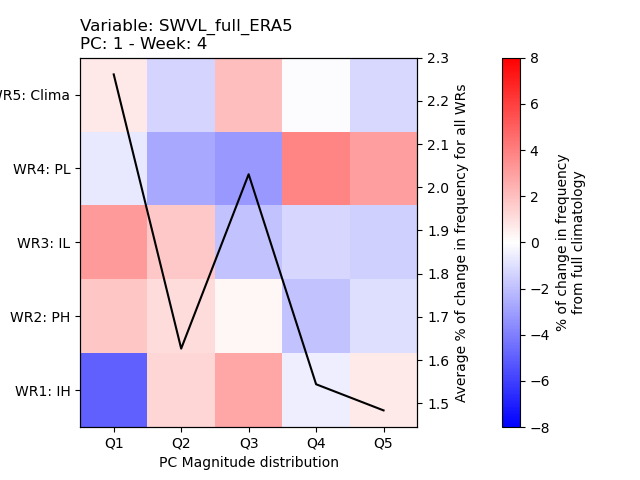 Variable: SWVL_full_ERA5
PC: 1 - Week: 4
WR5: Clima
WR4: PL
WR3: IL
WR2: PH
WR1: IH
Q1 Q2 Q3 Q4 Q5
PC Magnitude distribution
2.3
2.2
2.1
2.0
1.9
1.8
1.7
1.6
1.5
Average % of change in frequency for all WRs
8
6
4
2
0
−2
−4
−6
−8
% of change in frequency
from full climatology